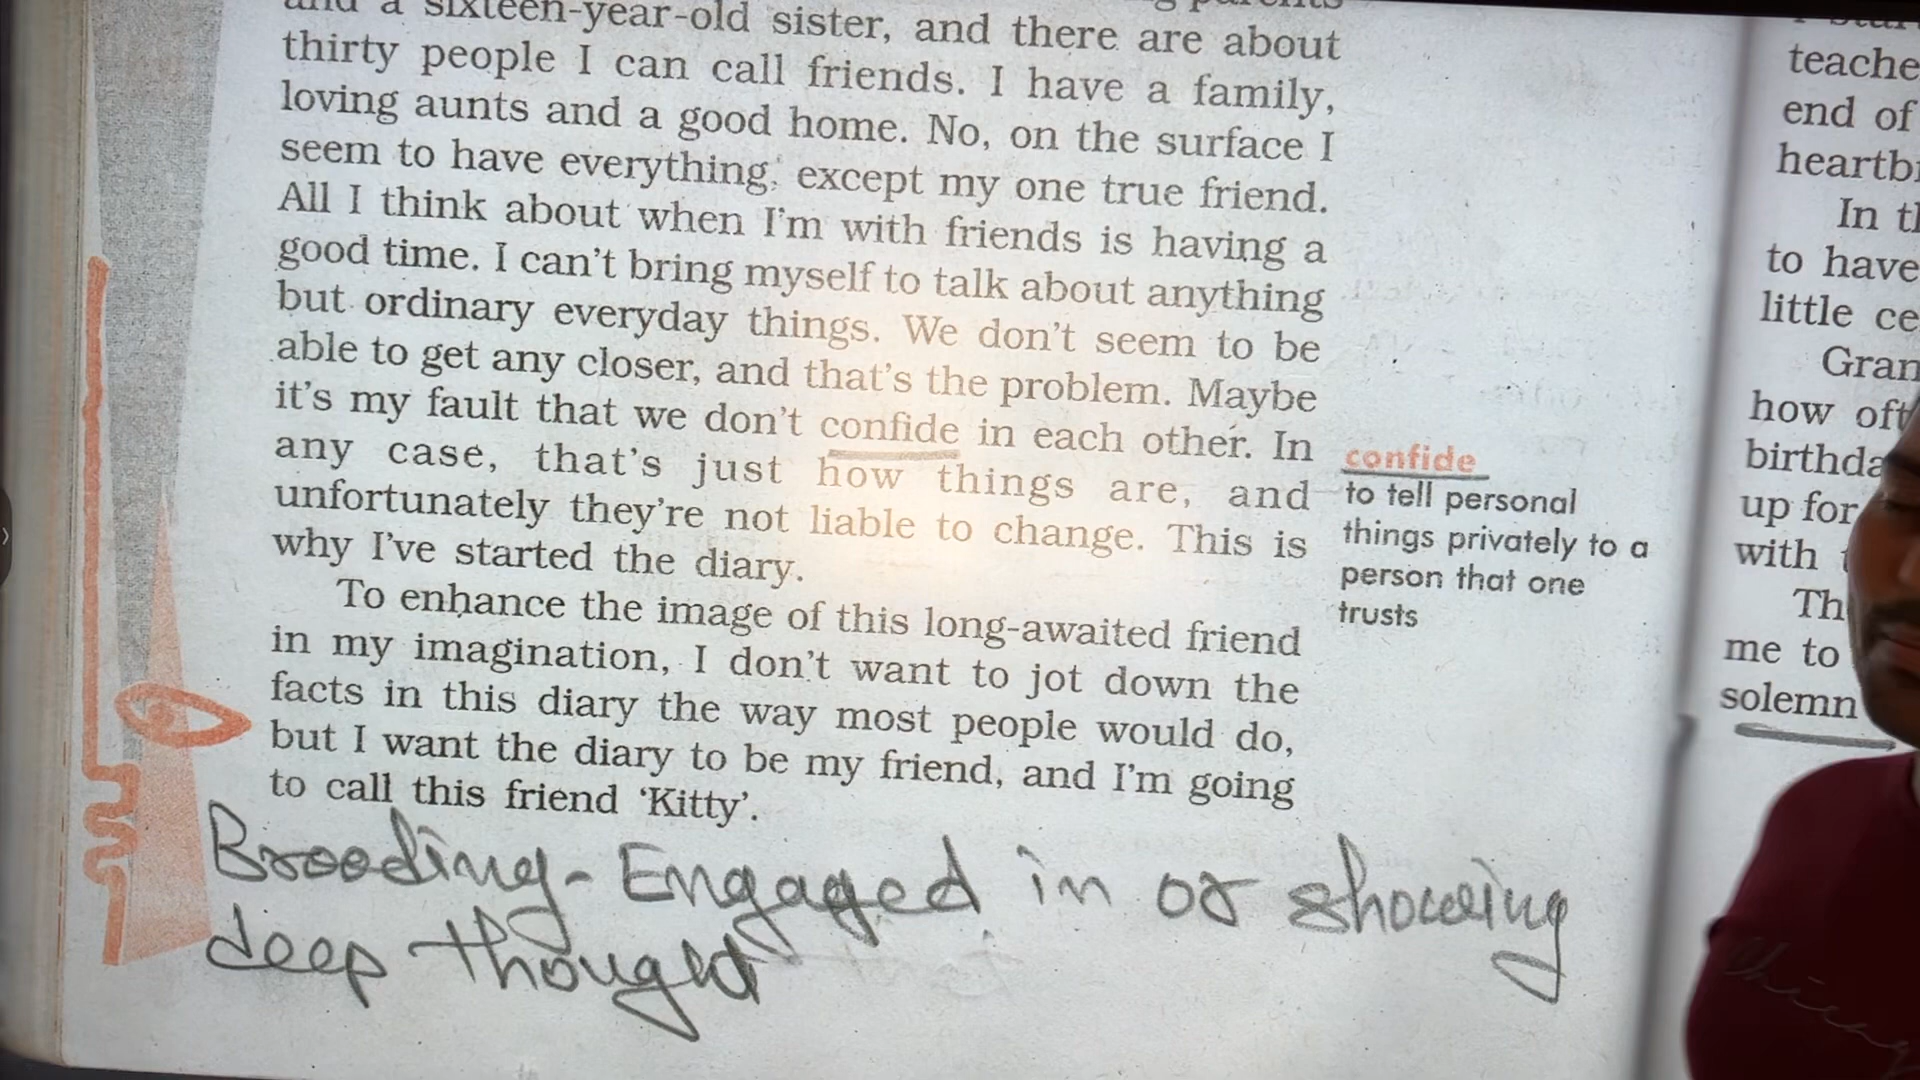 and a sixteen-year-old sister, and there are about
thirty people I can call friends. I have a family,
loving aunts and a good home. No, on the surface I
seem to have everything, except my one true friend.
All I think about when I'm with friends is having a
good time. I can't bring myself to talk about anything
but ordinary everyday things. We don't seem to be
able to get any closer, and that's the problem. Maybe
it's my fault that we don't confide in each other. In
any case, that's just how things are, and
unfortunately they're not liable to change. This is
why I've started the diary.
To enhance the image of this long-awaited friend
in my imagination, I don't want to jot down the
facts in this diary the way most people would do,
but I want the diary to be my friend, and I'm going
to call this friend ‘Kitty’.
confide
to tell personal
things privately to a
person that one
trusts
Brooding - Engaged in or showing
deep thought
teache
end of
heartb
In t
to have
little ce
Gran
how oft
birthda
up for
with
Th
me to
solemn